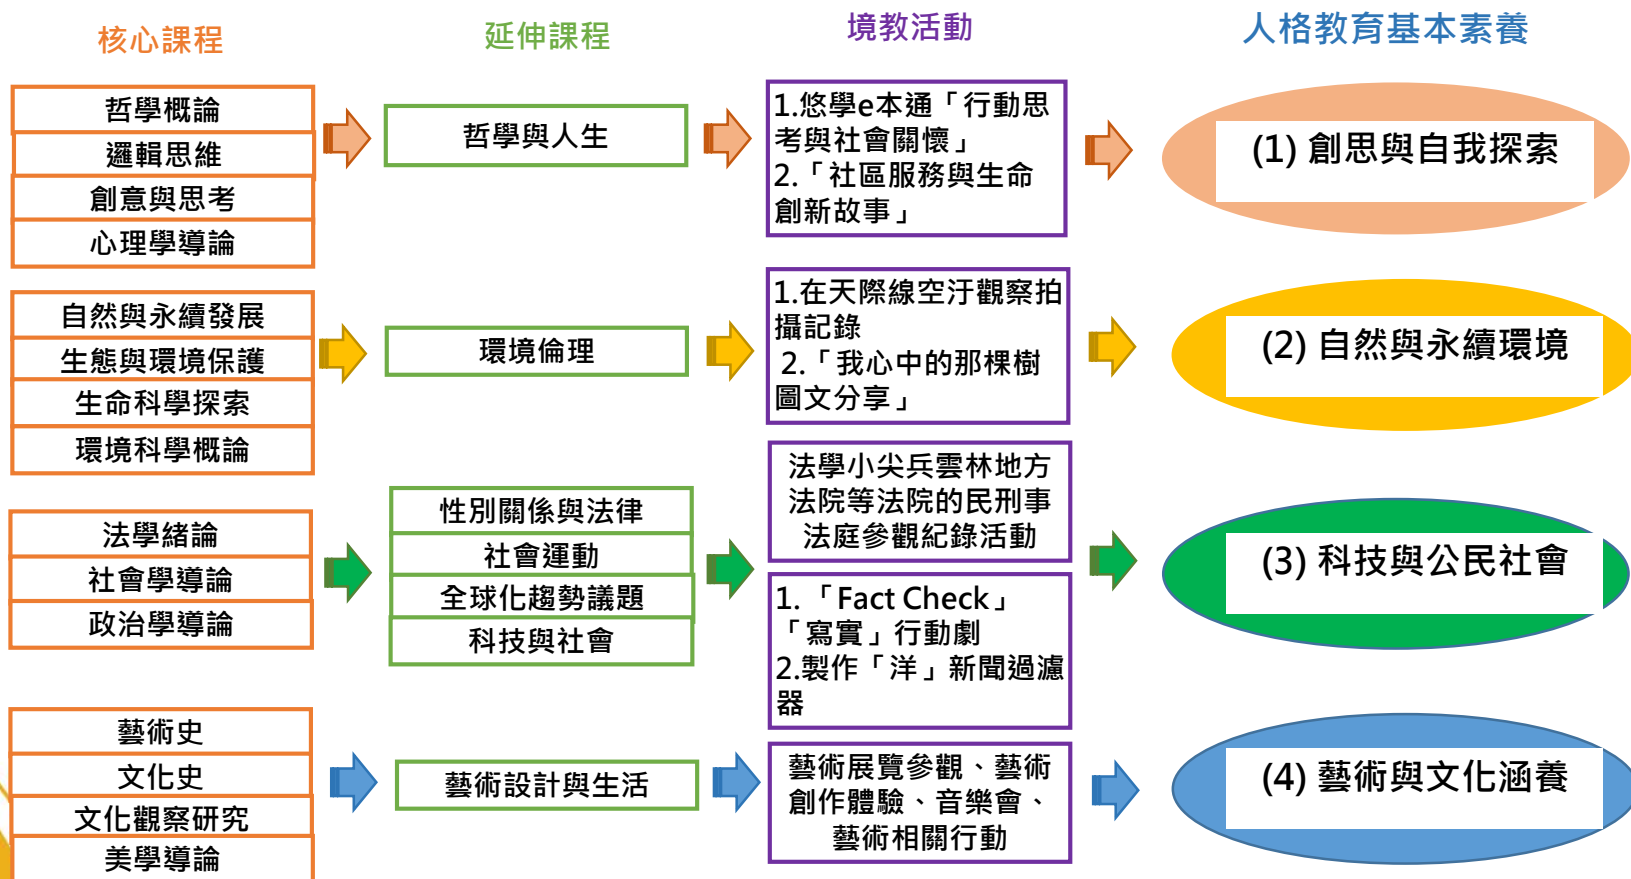 核心課程
延伸課程
境教活動
人格教育基本素養
哲學概論
邏輯思維
創意與思考
心理學導論
哲學與人生
1.悠學e本通「行動思
考與社會關懷」
2.「社區服務與生命
創新故事」
(1) 創思與自我探索
自然與永續發展
生態與環境保護
生命科學探索
環境科學概論
環境倫理
1.在天際線空汙觀察拍
攝記錄
2.「我心中的那棵樹
圖文分享」
(2) 自然與永續環境
法學緒論
社會學導論
政治學導論
性別關係與法律
社會運動
全球化趨勢議題
科技與社會
法學小尖兵雲林地方
法院等法院的民刑事
法庭參觀紀錄活動
1.「Fact Check」
「寫實」行動劇
2.製作「洋」新聞過濾
器
(3) 科技與公民社會
藝術史
文化史
文化觀察研究
美學導論
藝術設計與生活
藝術展覽參觀、藝術
創作體驗、音樂會、
藝術相關行動
(4) 藝術與文化涵養